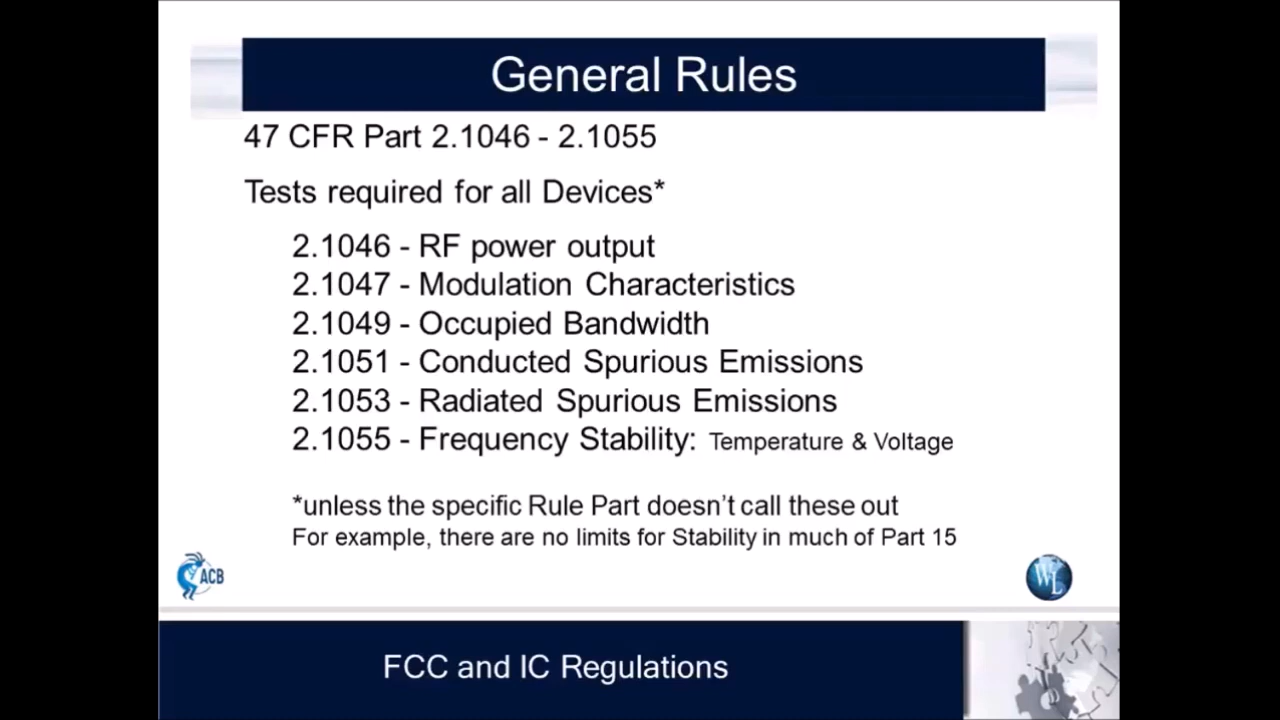 General Rules
47 CFR Part 2.1046 - 2.1055
Tests required for all Devices*
2.1046 - RF power output
2.1047 - Modulation Characteristics
2.1049 - Occupied Bandwidth
2.1051 - Conducted Spurious Emissions
2.1053 - Radiated Spurious Emissions
2.1055 - Frequency Stability: Temperature & Voltage
*unless the specific Rule Part doesn't call these out
For example, there are no limits for Stability in much of Part 15
ACB
WL
FCC and IC Regulations